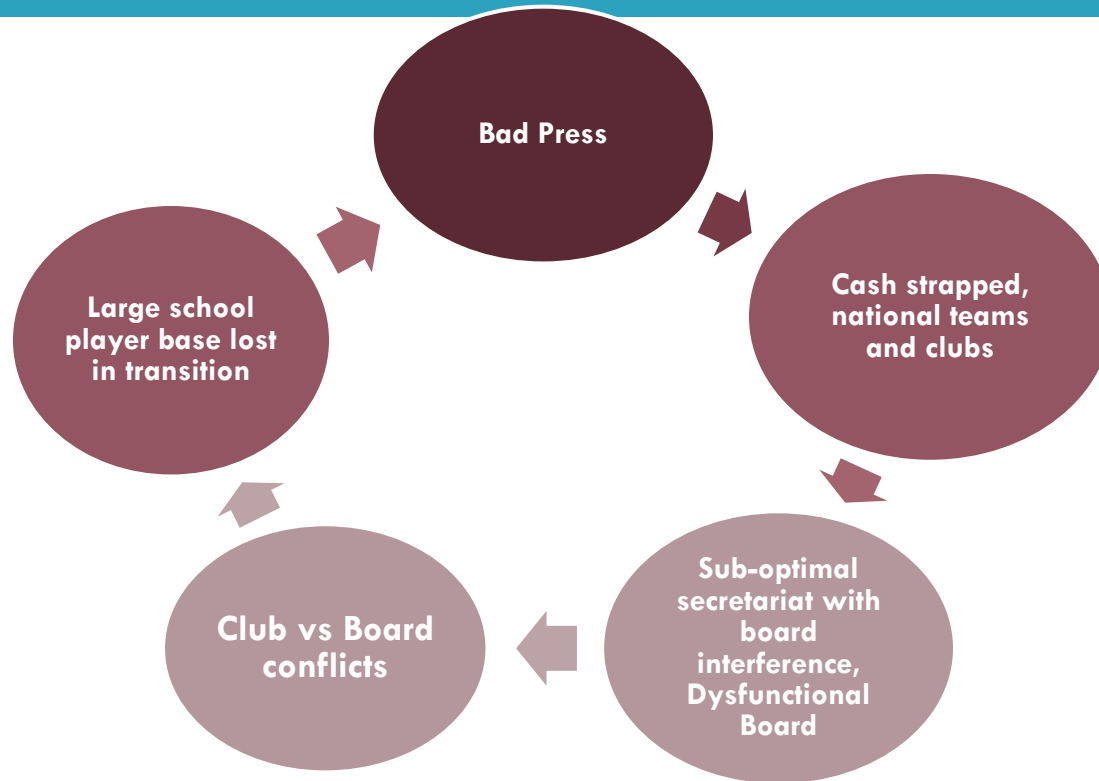 Bad Press
Cash strapped,
national teams
and clubs
Sub-optimal
secretariat with
board
interference,
Dysfunctional
Board
Club vs Board
conflicts
Large school
player base lost
in transition